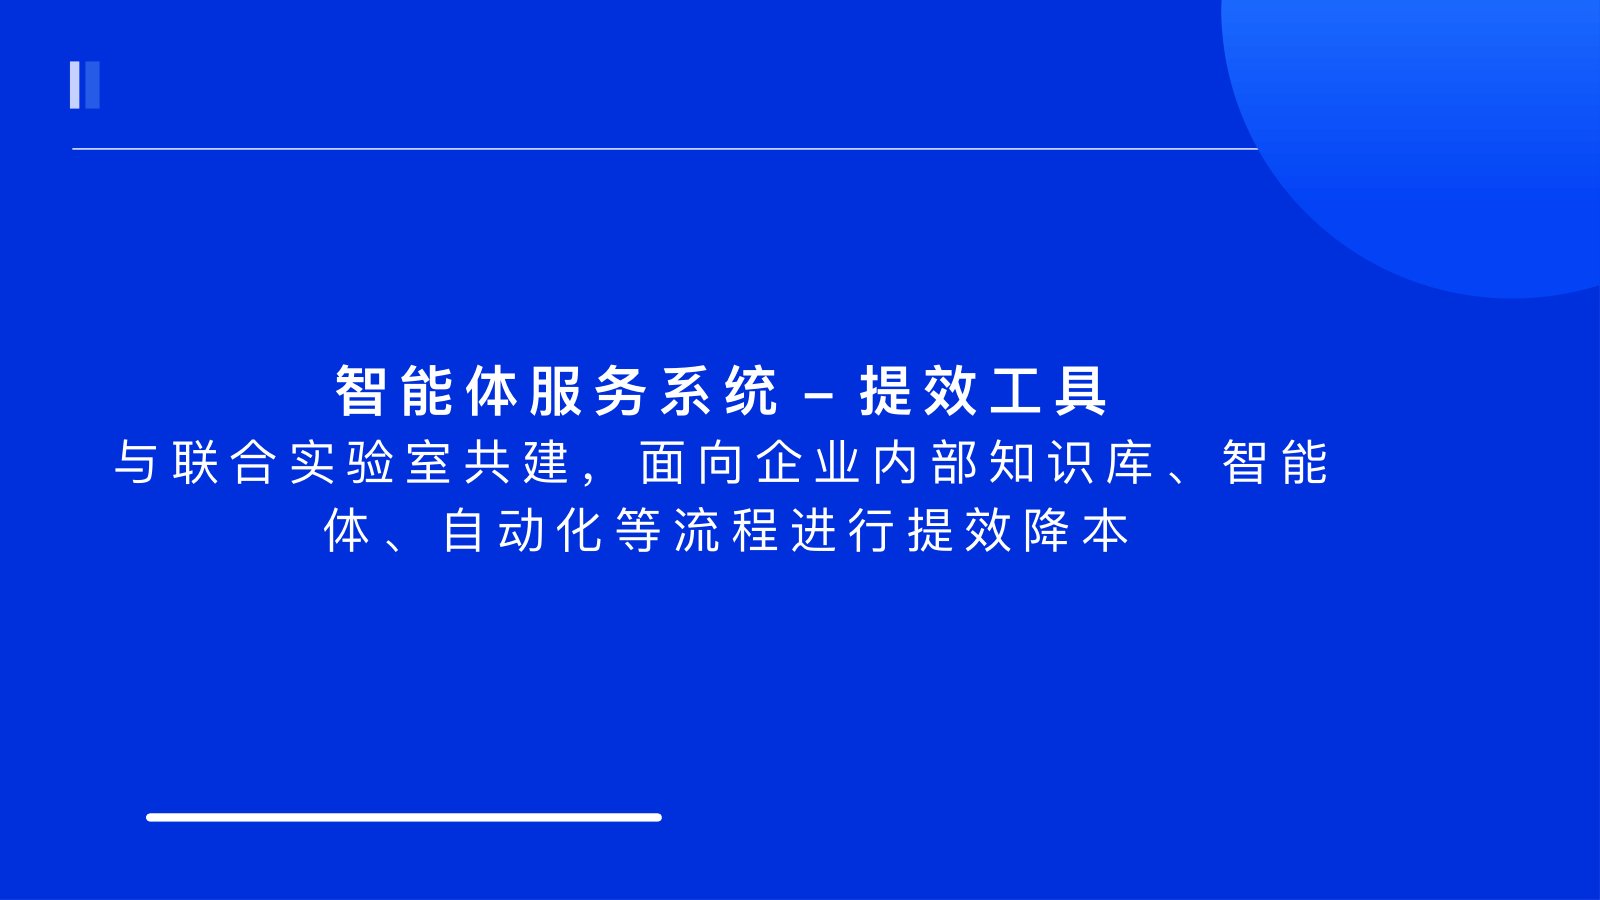 智能体服务系统 – 提效工具
与联合实验室共建，面向企业内部知识库、智能
体、自动化等流程进行提效降本